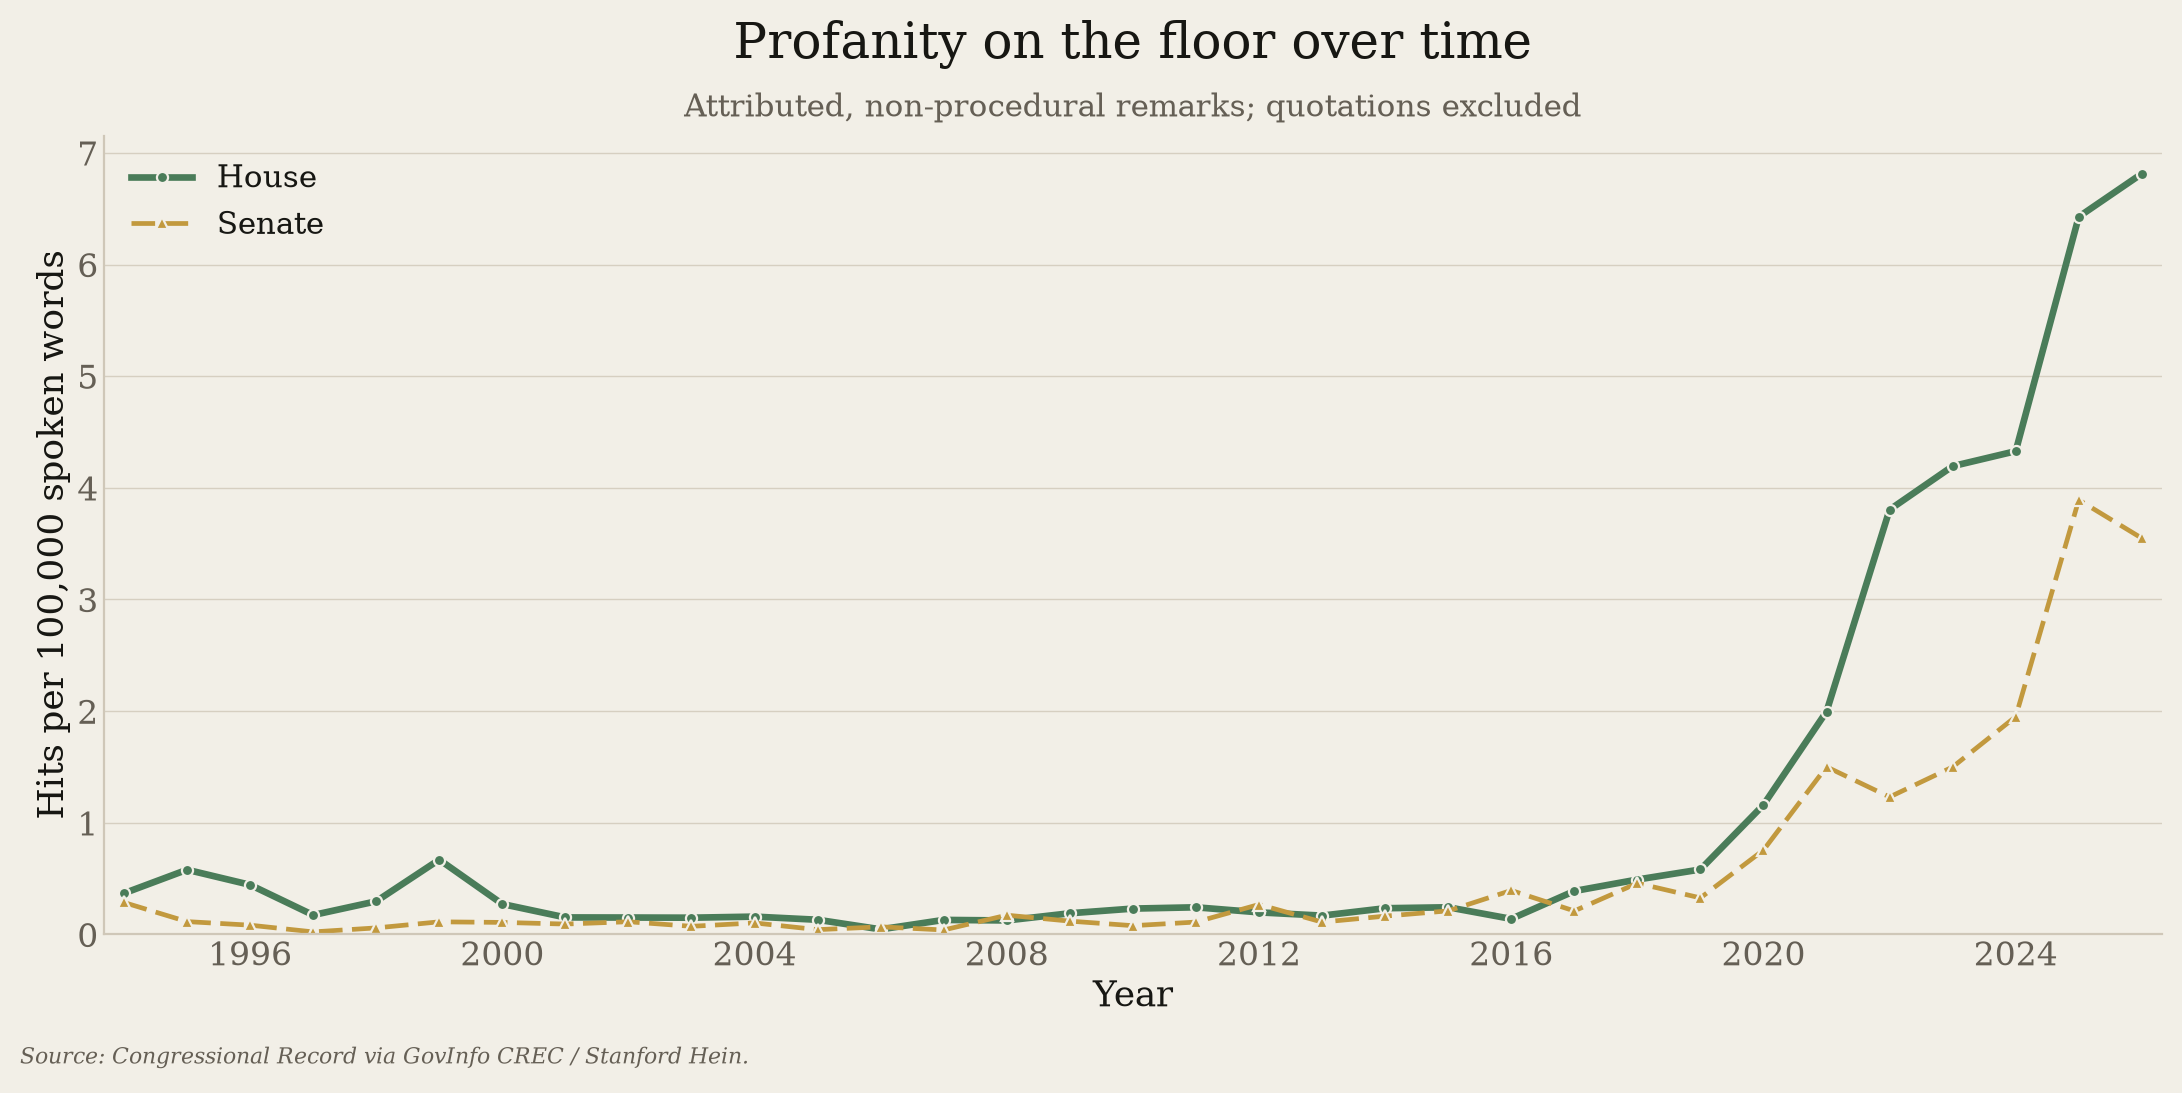 Profanity on the floor over time
Attributed, non-procedural remarks; quotations excluded
House
Senate
Hits per 100,000 spoken words
7
6
5
4
3
2
1
0
1996
2000
2004
2008
2012
2016
2020
2024
Year
Source: Congressional Record via GovInfo CREC / Stanford Hein.